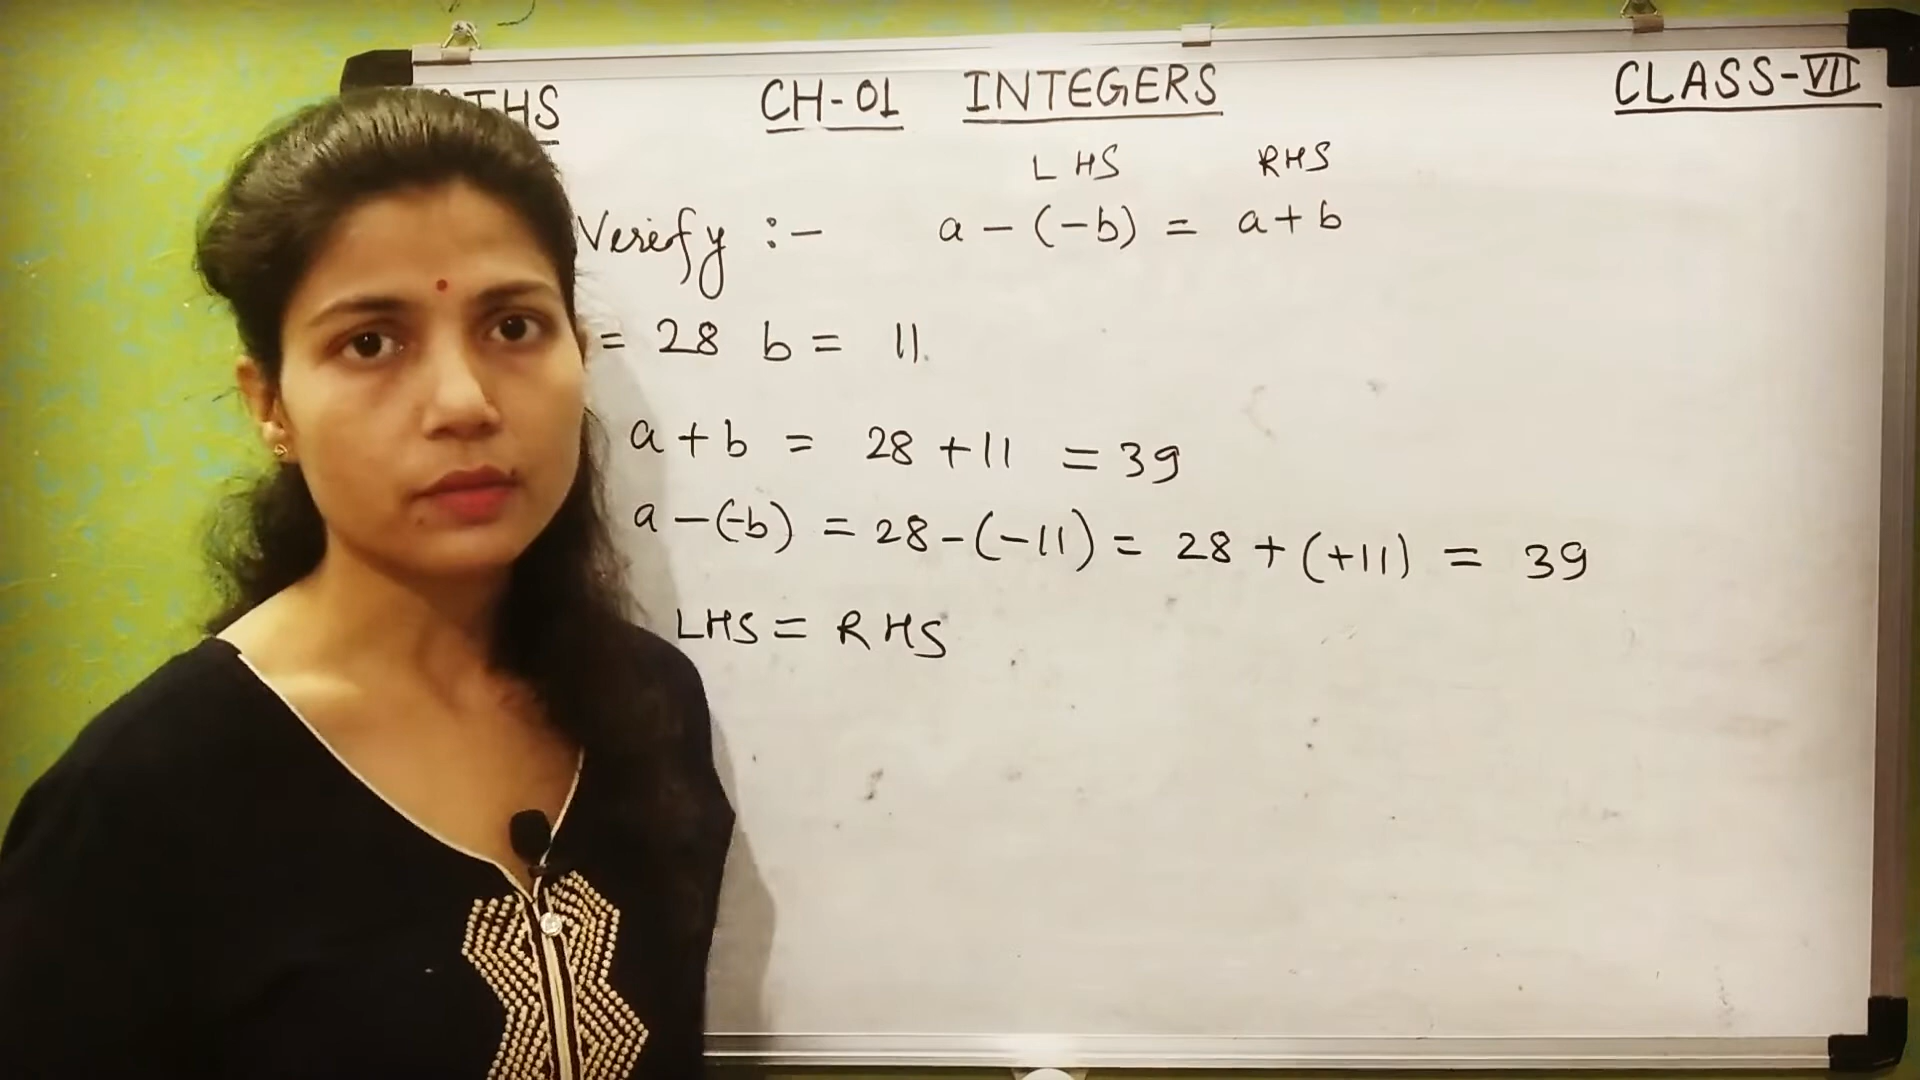 THS CH-01 INTEGERS CLASS-VII
LHS RHS
Verify :- a - (-b) = a + b
= 28 b = 11.
a + b = 28 + 11 = 39
a - (-b) = 28 - (-11) = 28 + (+11) = 39
LHS = RHS